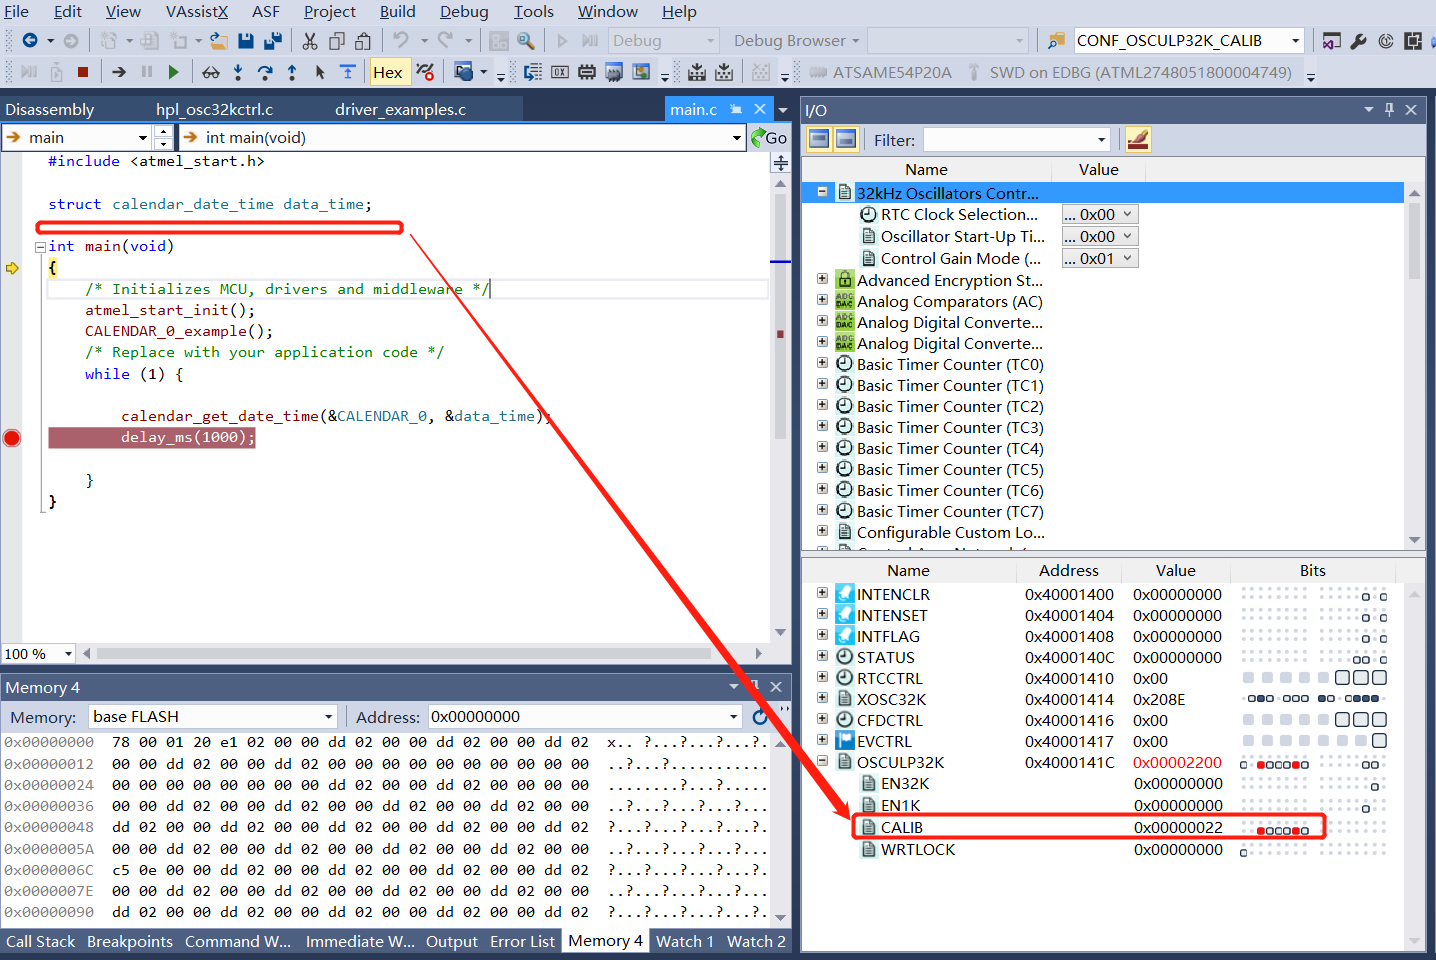 File Edit View VAssistX ASF Project Build Debug Tools Window Help
Debug Debug Browser CONF_OSCULP32K_CALIB
Hex ATSAME54P20A SWD on EDBG (ATML2748051800004749)
Disassembly hpl_osc32kctrl.c driver_examples.c main.c
main int main(void) Go
#include <atmel_start.h>
struct calendar_date_time data_time;
int main(void)
{
/* Initializes MCU, drivers and middleware */
atmel_start_init();
CALENDAR_0_example();
/* Replace with your application code */
while (1) {
calendar_get_date_time(&CALENDAR_0, &data_time);
delay_ms(1000);
}
}
100 %
Memory 4
Memory: base FLASH Address: 0x00000000
0x00000000 78 00 01 20 e1 02 00 00 dd 02 00 00 dd 02 00 00 dd 02 x.. ?...?...?...?.
0x00000012 00 00 dd 02 00 00 dd 02 00 00 00 00 00 00 00 00 00 00 ..?...?...........
0x00000024 00 00 00 00 00 00 00 00 dd 02 00 00 00 00 00 00 00 00 ........?.........
0x00000036 00 00 dd 02 00 00 dd 02 00 00 dd 02 00 00 dd 02 00 00 ..?...?...?...?...
0x00000048 dd 02 00 00 dd 02 00 00 dd 02 00 00 dd 02 00 00 dd 02 ?...?...?...?...?.
0x0000005A 00 00 dd 02 00 00 dd 02 00 00 dd 02 00 00 dd 02 00 00 ..?...?...?...?...
0x0000006C c5 0e 00 00 dd 02 00 00 dd 02 00 00 dd 02 00 00 dd 02 ?...?...?...?...?.
0x0000007E 00 00 dd 02 00 00 dd 02 00 00 dd 02 00 00 dd 02 00 00 ..?...?...?...?...
0x00000090 dd 02 00 00 dd 02 00 00 dd 02 00 00 dd 02 00 00 dd 02 ?...?...?...?...?.
Call Stack Breakpoints Command W... Immediate W... Output Error List Memory 4 Watch 1 Watch 2
I/O
Filter:
Name Value
32kHz Oscillators Contr...
RTC Clock Selection... ... 0x00
Oscillator Start-Up Ti... ... 0x00
Control Gain Mode (... ... 0x01
Advanced Encryption St...
Analog Comparators (AC)
Analog Digital Converte...
Analog Digital Converte...
Basic Timer Counter (TC0)
Basic Timer Counter (TC1)
Basic Timer Counter (TC2)
Basic Timer Counter (TC3)
Basic Timer Counter (TC4)
Basic Timer Counter (TC5)
Basic Timer Counter (TC6)
Basic Timer Counter (TC7)
Configurable Custom Lo...
Name Address Value Bits
INTENCLR 0x40001400 0x00000000
INTENSET 0x40001404 0x00000000
INTFLAG 0x40001408 0x00000000
STATUS 0x4000140C 0x00000000
RTCCTRL 0x40001410 0x00
XOSC32K 0x40001414 0x208E
CFDCTRL 0x40001416 0x00
EVCTRL 0x40001417 0x00
OSCULP32K 0x4000141C 0x00002200
EN32K 0x00000000
EN1K 0x00000000
CALIB 0x00000022
WRTLOCK 0x00000000